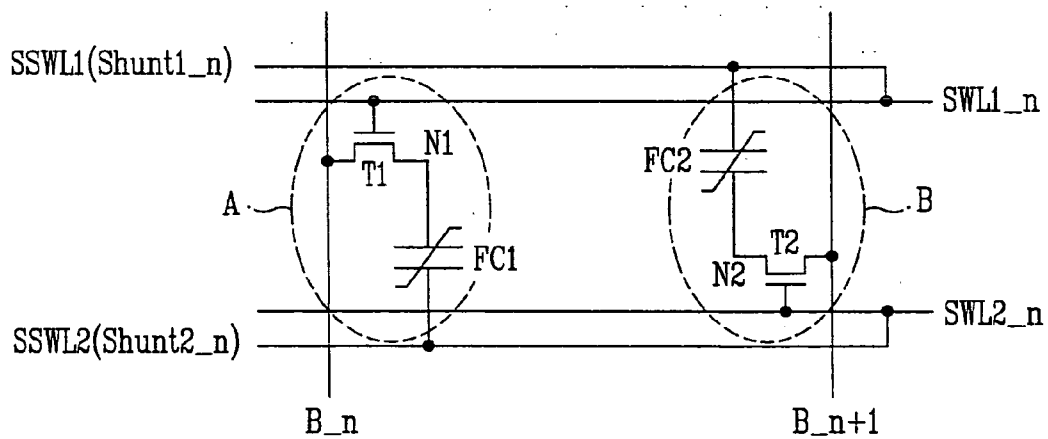 SSWL1(Shunt1_n)
SWL1_n
N1
T1
FC2
A
B
FC1
T2
N2
SWL2_n
SSWL2(Shunt2_n)
B_n
B_n+1